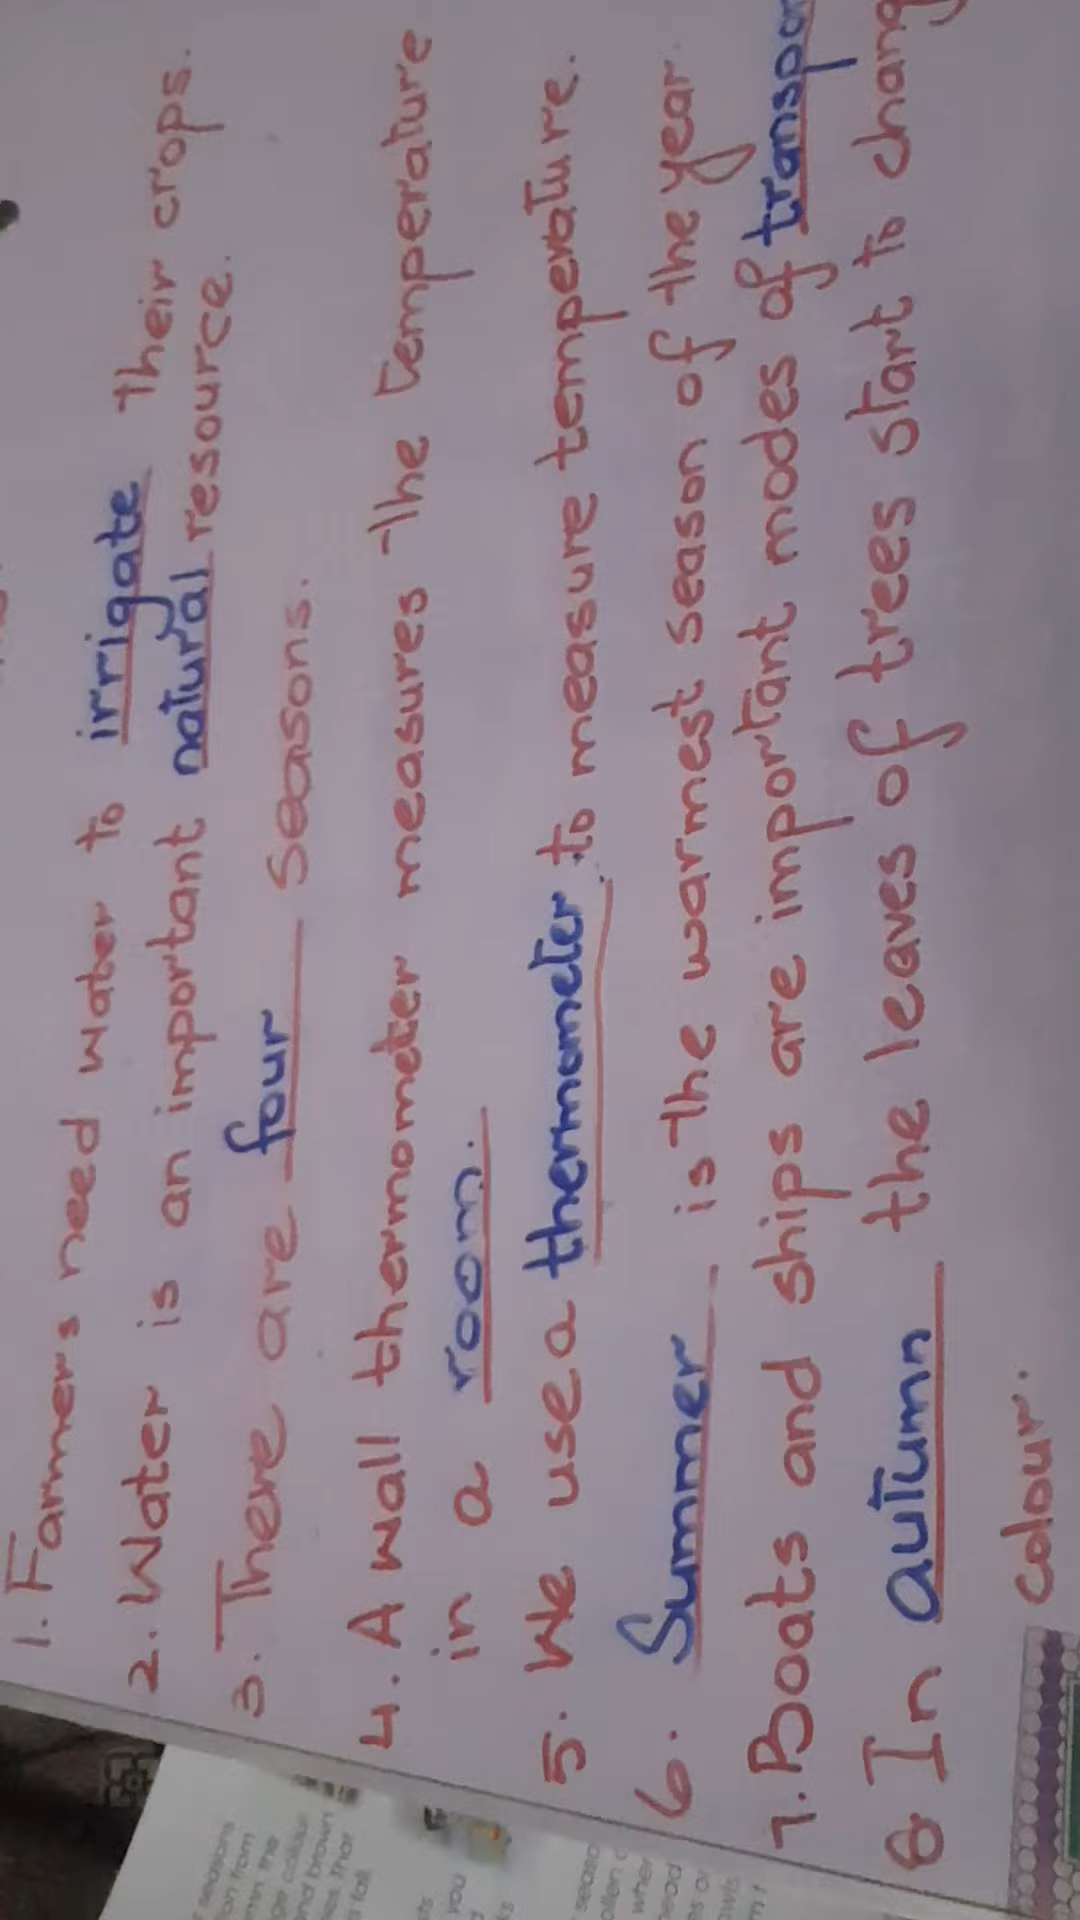 1. Farmers need water to irrigate their crops.
2. Water is an important natural resource.
3. There are four seasons.
4. A wall thermometer measures the temperature
in a room.
5. We use a thermometer to measure temperature.
6. Summer is the warmest season of the year.
7. Boats and ships are important modes of
8 In autumn the leaves of trees start to
colour.